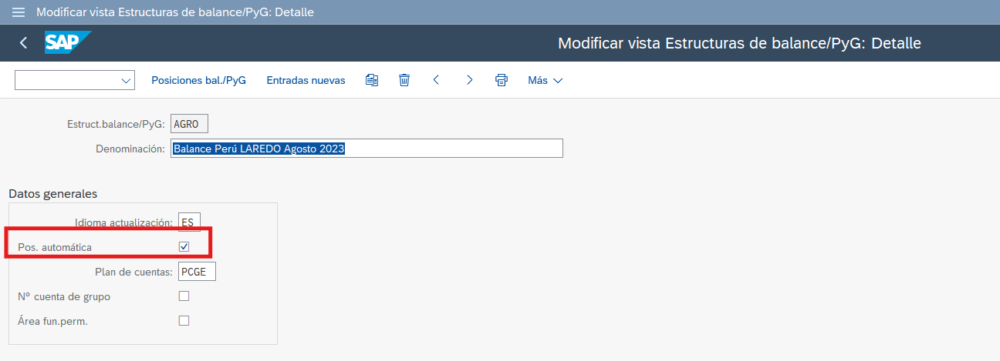 Modificar vista Estructuras de balance/PyG: Detalle
SAP Modificar vista Estructuras de balance/PyG: Detalle
Posiciones bal./PyG Entradas nuevas Más
Estruct.balance/PyG: AGRO
Denominación: Balance Perú LAREDO Agosto 2023
Datos generales
Idioma actualización: ES
Pos. automática
Plan de cuentas: PCGE
Nº cuenta de grupo
Área fun.perm.